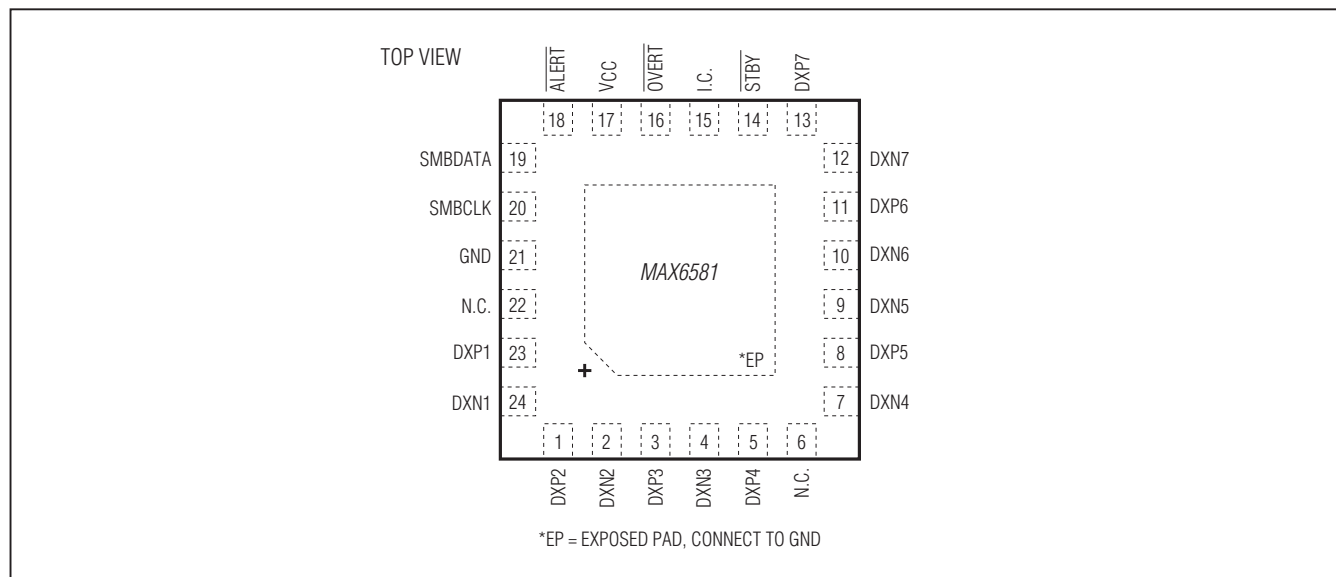 TOP VIEW
ALERT
VCC
OVERT
I.C.
STBY
DXP7
18 17 16 15 14 13
SMBDATA 19
SMBCLK 20
GND 21
N.C. 22
DXP1 23
DXN1 24
12 DXN7
11 DXP6
10 DXN6
9 DXN5
8 DXP5
7 DXN4
MAX6581
*EP
+
1 2 3 4 5 6
DXP2
DXN2
DXP3
DXN3
DXP4
N.C.
*EP = EXPOSED PAD, CONNECT TO GND